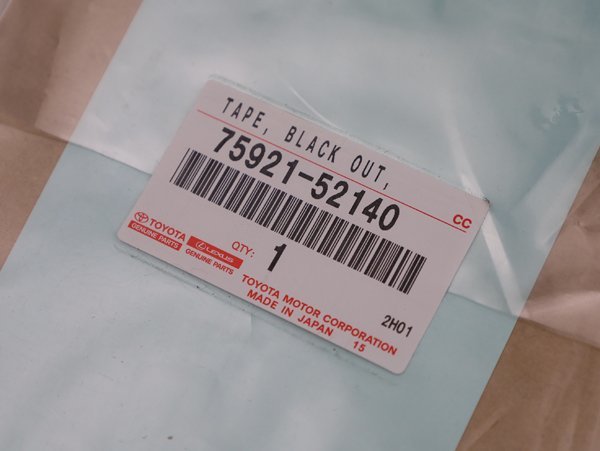 TAPE, BLACK OUT,
75921-52140
CC
TOYOTA
GENUINE PARTS
LEXUS
GENUINE PARTS
QTY: 1
TOYOTA MOTOR CORPORATION
MADE IN JAPAN 15
2H01